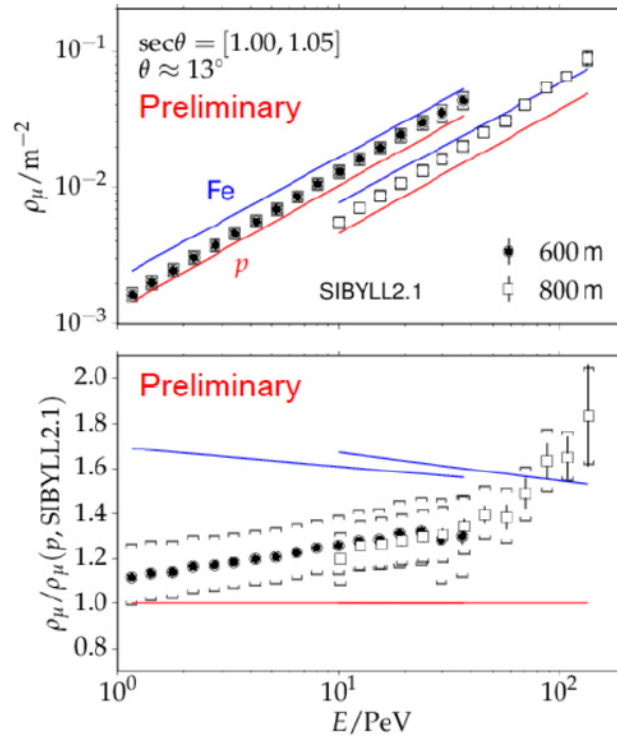 10⁻¹
secθ = [1.00, 1.05]
θ ≈ 13°
Preliminary
ρμ/m⁻²
10⁻²
Fe
p
600 m
800 m
SIBYLL2.1
10⁻³
2.0
Preliminary
1.8
1.6
1.4
1.2
1.0
0.8
ρμ/ρμ(p, SIBYLL2.1)
10⁰ 10¹ 10²
E/PeV